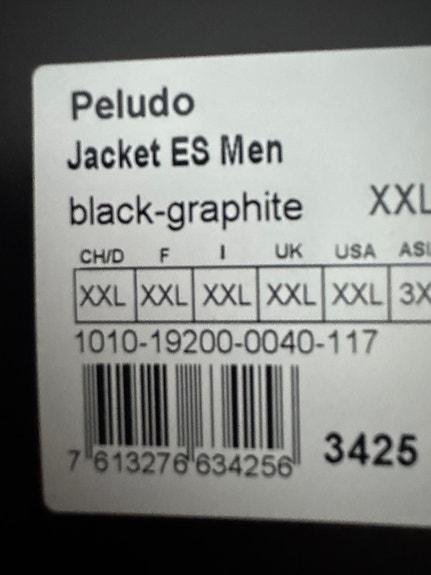 Peludo
Jacket ES Men
black-graphite XXL
CH/D F I UK USA
XXL XXL XXL XXL XXL
1010-19200-0040-117
7 613276 634256 3425